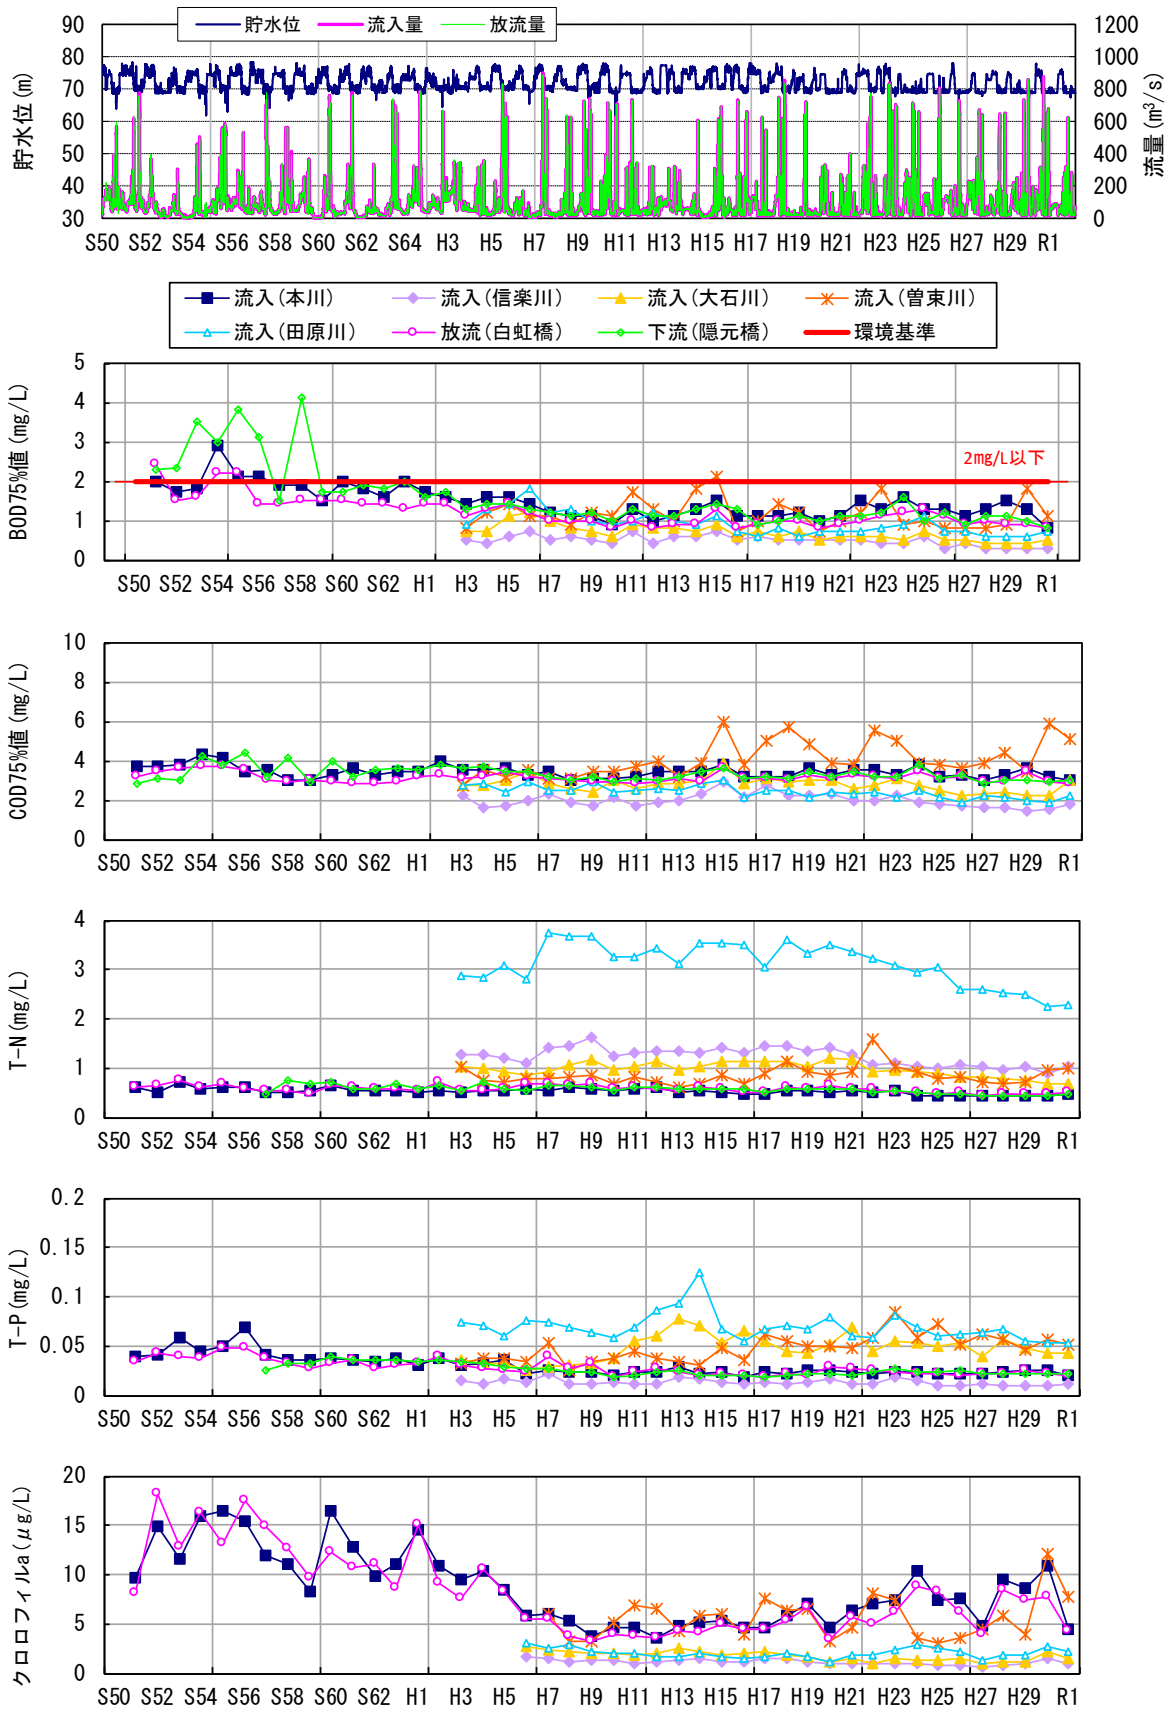 貯水位 流入量 放流量
貯水位(m)
90
80
70
60
50
40
30
1200
1000
800
600
400
200
0
流量(m³/s)
S50 S52 S54 S56 S58 S60 S62 S64 H3 H5 H7 H9 H11 H13 H15 H17 H19 H21 H23 H25 H27 H29 R1
流入(本川) 流入(信楽川) 流入(大石川) 流入(曽束川)
流入(田原川) 放流(白虹橋) 下流(隠元橋) 環境基準
BOD75%値(mg/L)
5
4
3
2
1
0
2mg/L以下
S50 S52 S54 S56 S58 S60 S62 H1 H3 H5 H7 H9 H11 H13 H15 H17 H19 H21 H23 H25 H27 H29 R1
COD75%値(mg/L)
10
8
6
4
2
0
S50 S52 S54 S56 S58 S60 S62 H1 H3 H5 H7 H9 H11 H13 H15 H17 H19 H21 H23 H25 H27 H29 R1
T-N(mg/L)
4
3
2
1
0
S50 S52 S54 S56 S58 S60 S62 H1 H3 H5 H7 H9 H11 H13 H15 H17 H19 H21 H23 H25 H27 H29 R1
T-P(mg/L)
0.2
0.15
0.1
0.05
0
S50 S52 S54 S56 S58 S60 S62 H1 H3 H5 H7 H9 H11 H13 H15 H17 H19 H21 H23 H25 H27 H29 R1
クロロフィルa(μg/L)
20
15
10
5
0
S50 S52 S54 S56 S58 S60 S62 H1 H3 H5 H7 H9 H11 H13 H15 H17 H19 H21 H23 H25 H27 H29 R1